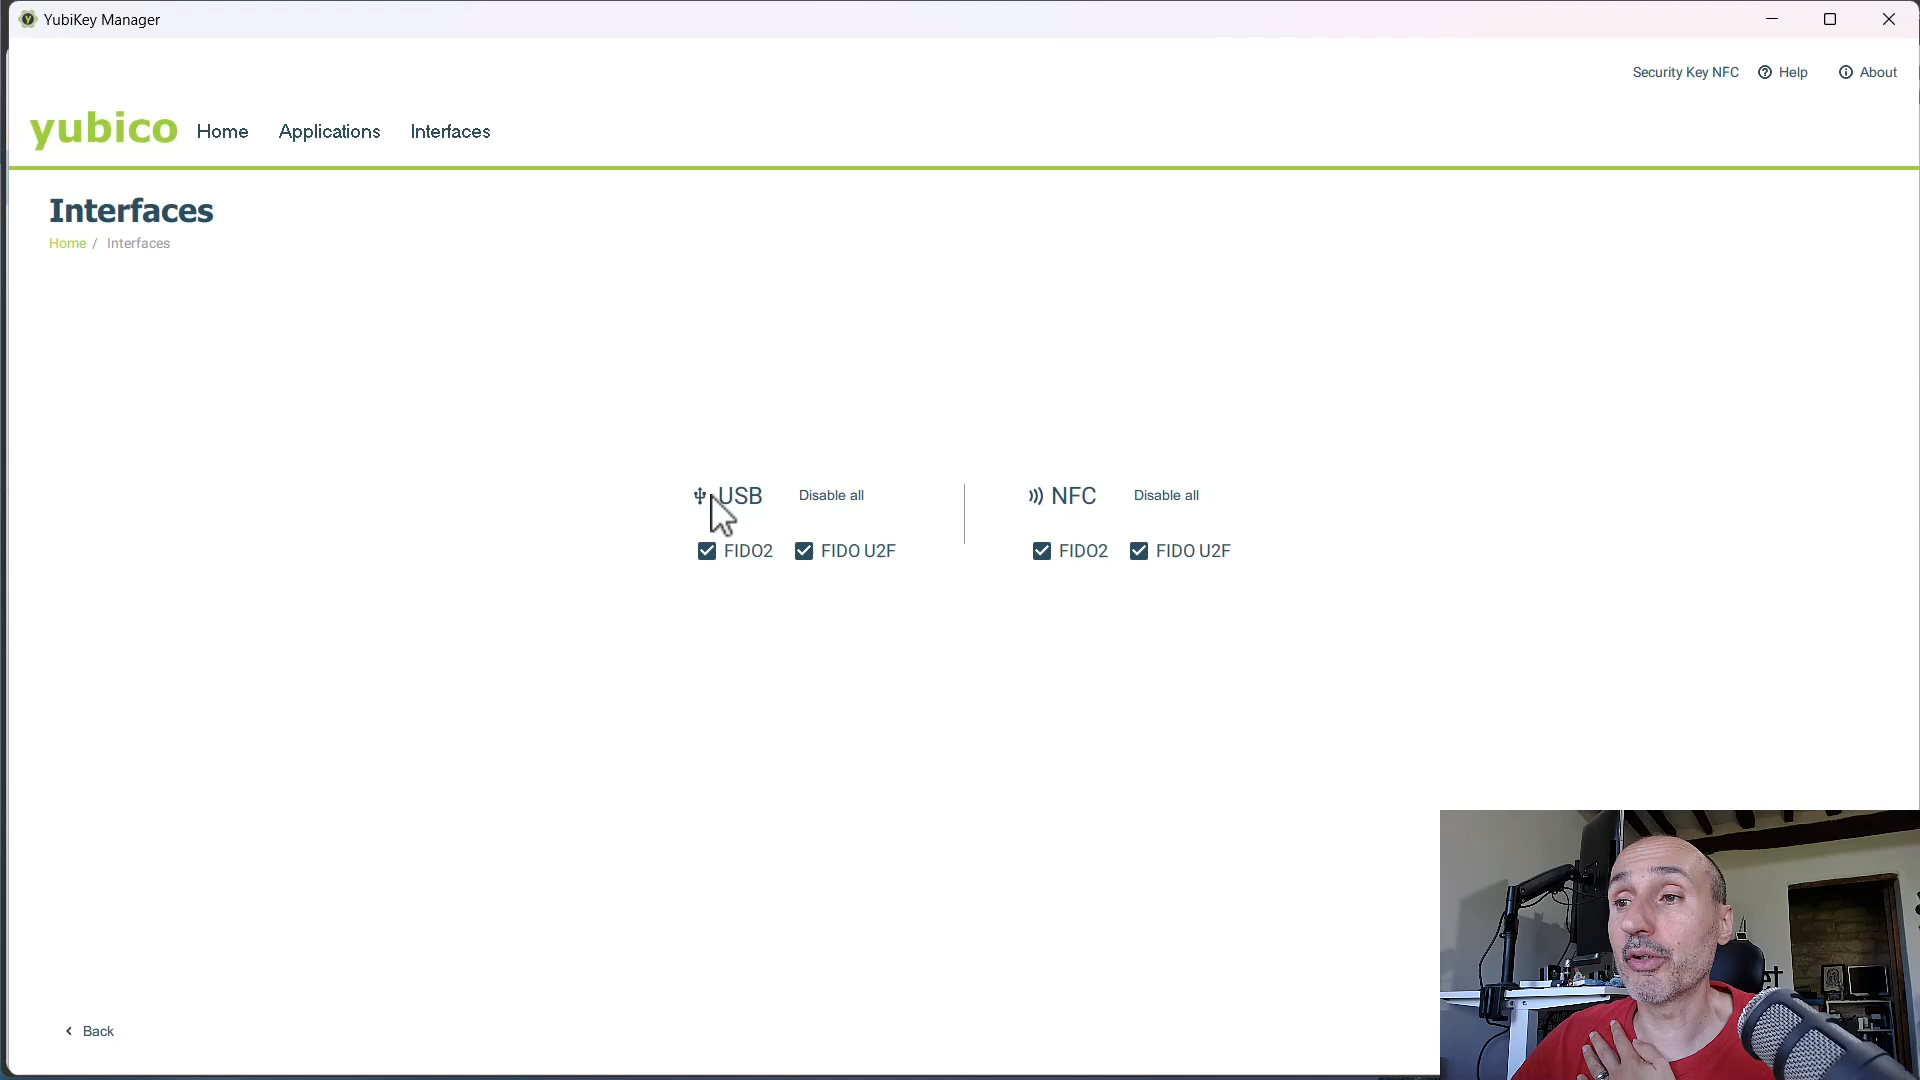 YubiKey Manager
Security Key NFC
Help
About
yubico
Home
Applications
Interfaces
Interfaces
Home / Interfaces
USB
Disable all
FIDO2
FIDO U2F
NFC
Disable all
FIDO2
FIDO U2F
Back